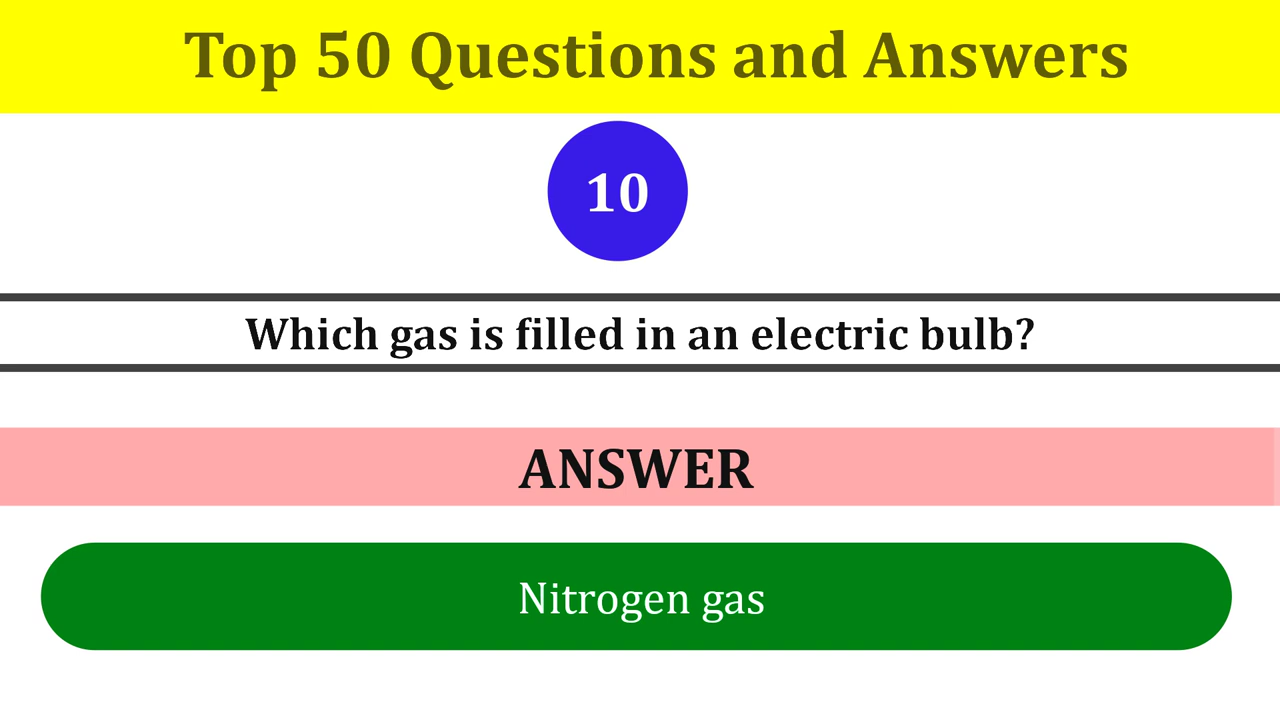 Top 50 Questions and Answers
10
Which gas is filled in an electric bulb?
ANSWER
Nitrogen gas